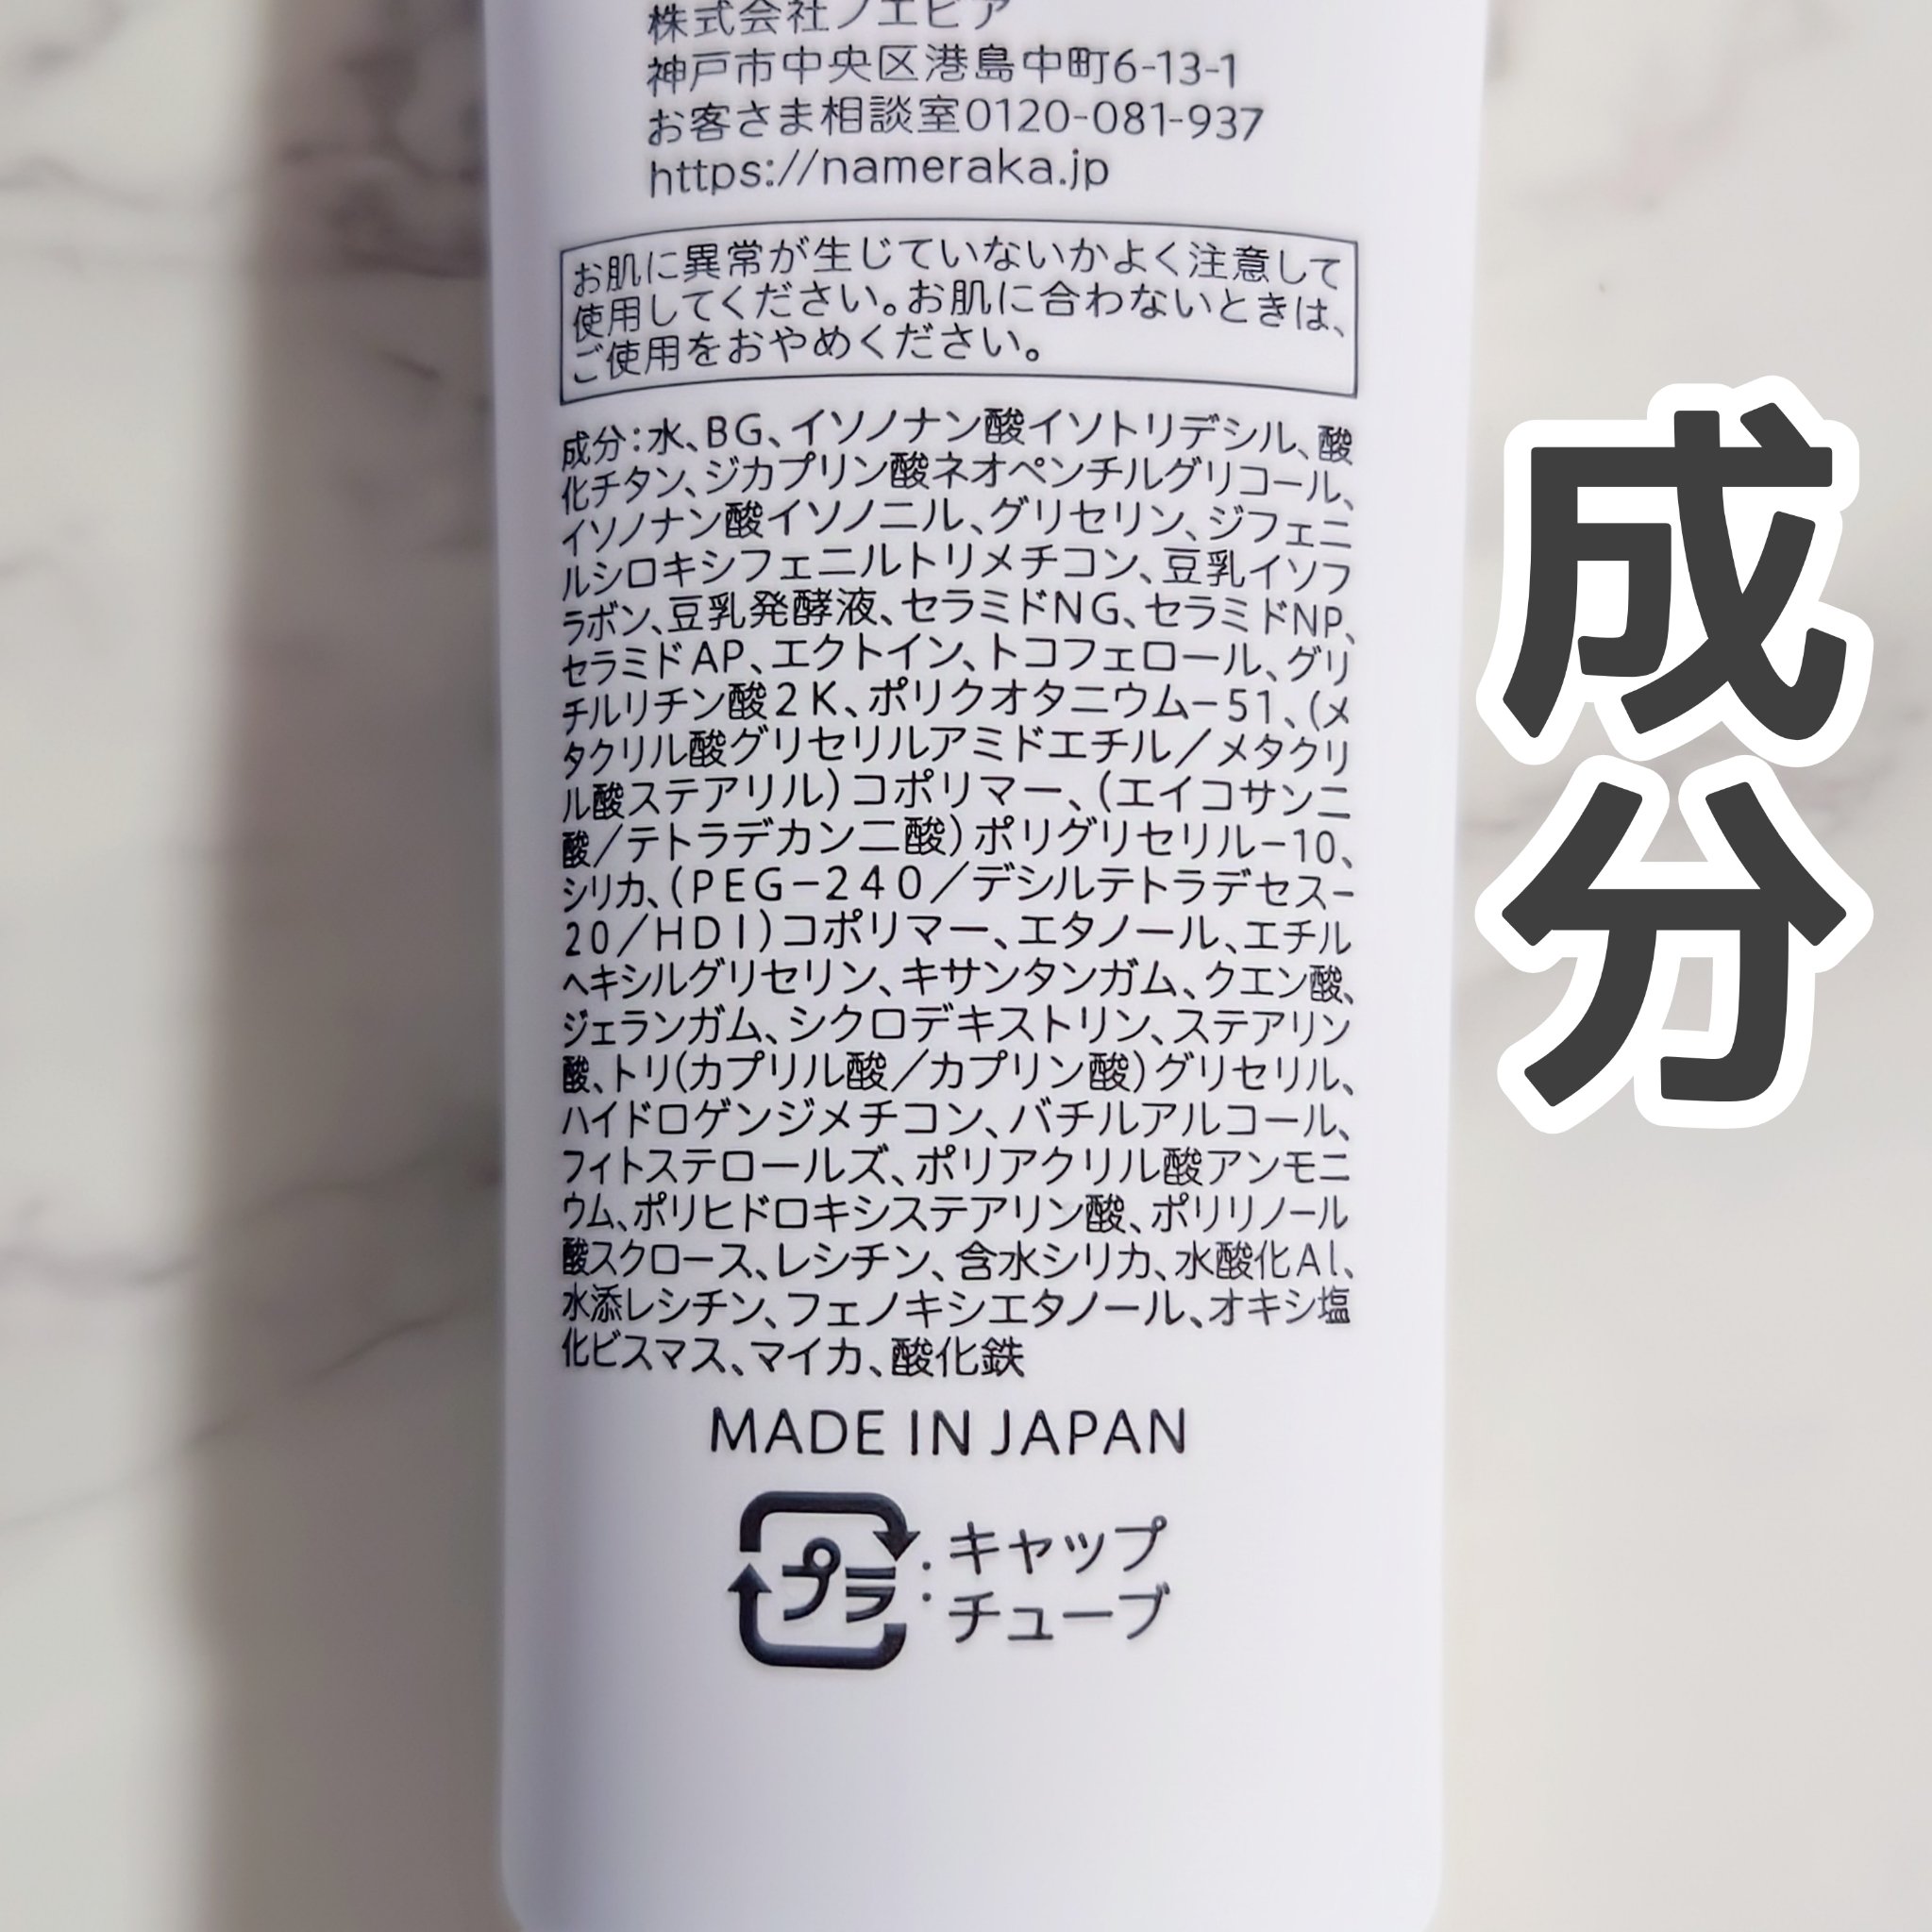 株式会社ノエビア
神戸市中央区港島中町6-13-1
お客さま相談室0120-081-937
https://nameraka.jp
お肌に異常が生じていないかよく注意して
使用してください。お肌に合わないときは、
ご使用をおやめください。
成分:水、BG、イソノナン酸イソトリデシル、酸
化チタン、ジカプリン酸ネオペンチルグリコール、
イソノナン酸イソノニル、グリセリン、ジフェニ
ルシロキシフェニルトリメチコン、豆乳イソフ
ラボン、豆乳発酵液、セラミドNG、セラミドNP、
セラミドAP、エクトイン、トコフェロール、グリ
チルリチン酸2K、ポリクオタニウム-51、(メ
タクリル酸グリセリルアミドエチル/メタクリ
ル酸ステアリル)コポリマー、(エイコサン二
酸/テトラデカン二酸)ポリグリセリル-10、
シリカ、(PEG-240/デシルテトラデセス-
20/HDI)コポリマー、エタノール、エチル
ヘキシルグリセリン、キサンタンガム、クエン酸、
ジェランガム、シクロデキストリン、ステアリン
酸、トリ(カプリル酸/カプリン酸)グリセリル、
ハイドロゲンジメチコン、バチルアルコール、
フィトステロールズ、ポリアクリル酸アンモニ
ウム、ポリヒドロキシステアリン酸、ポリリノール
酸スクロース、レシチン、含水シリカ、水酸化Al、
水添レシチン、フェノキシエタノール、オキシ塩
化ビスマス、マイカ、酸化鉄
MADE IN JAPAN
プラ:キャップ
:チューブ
成分